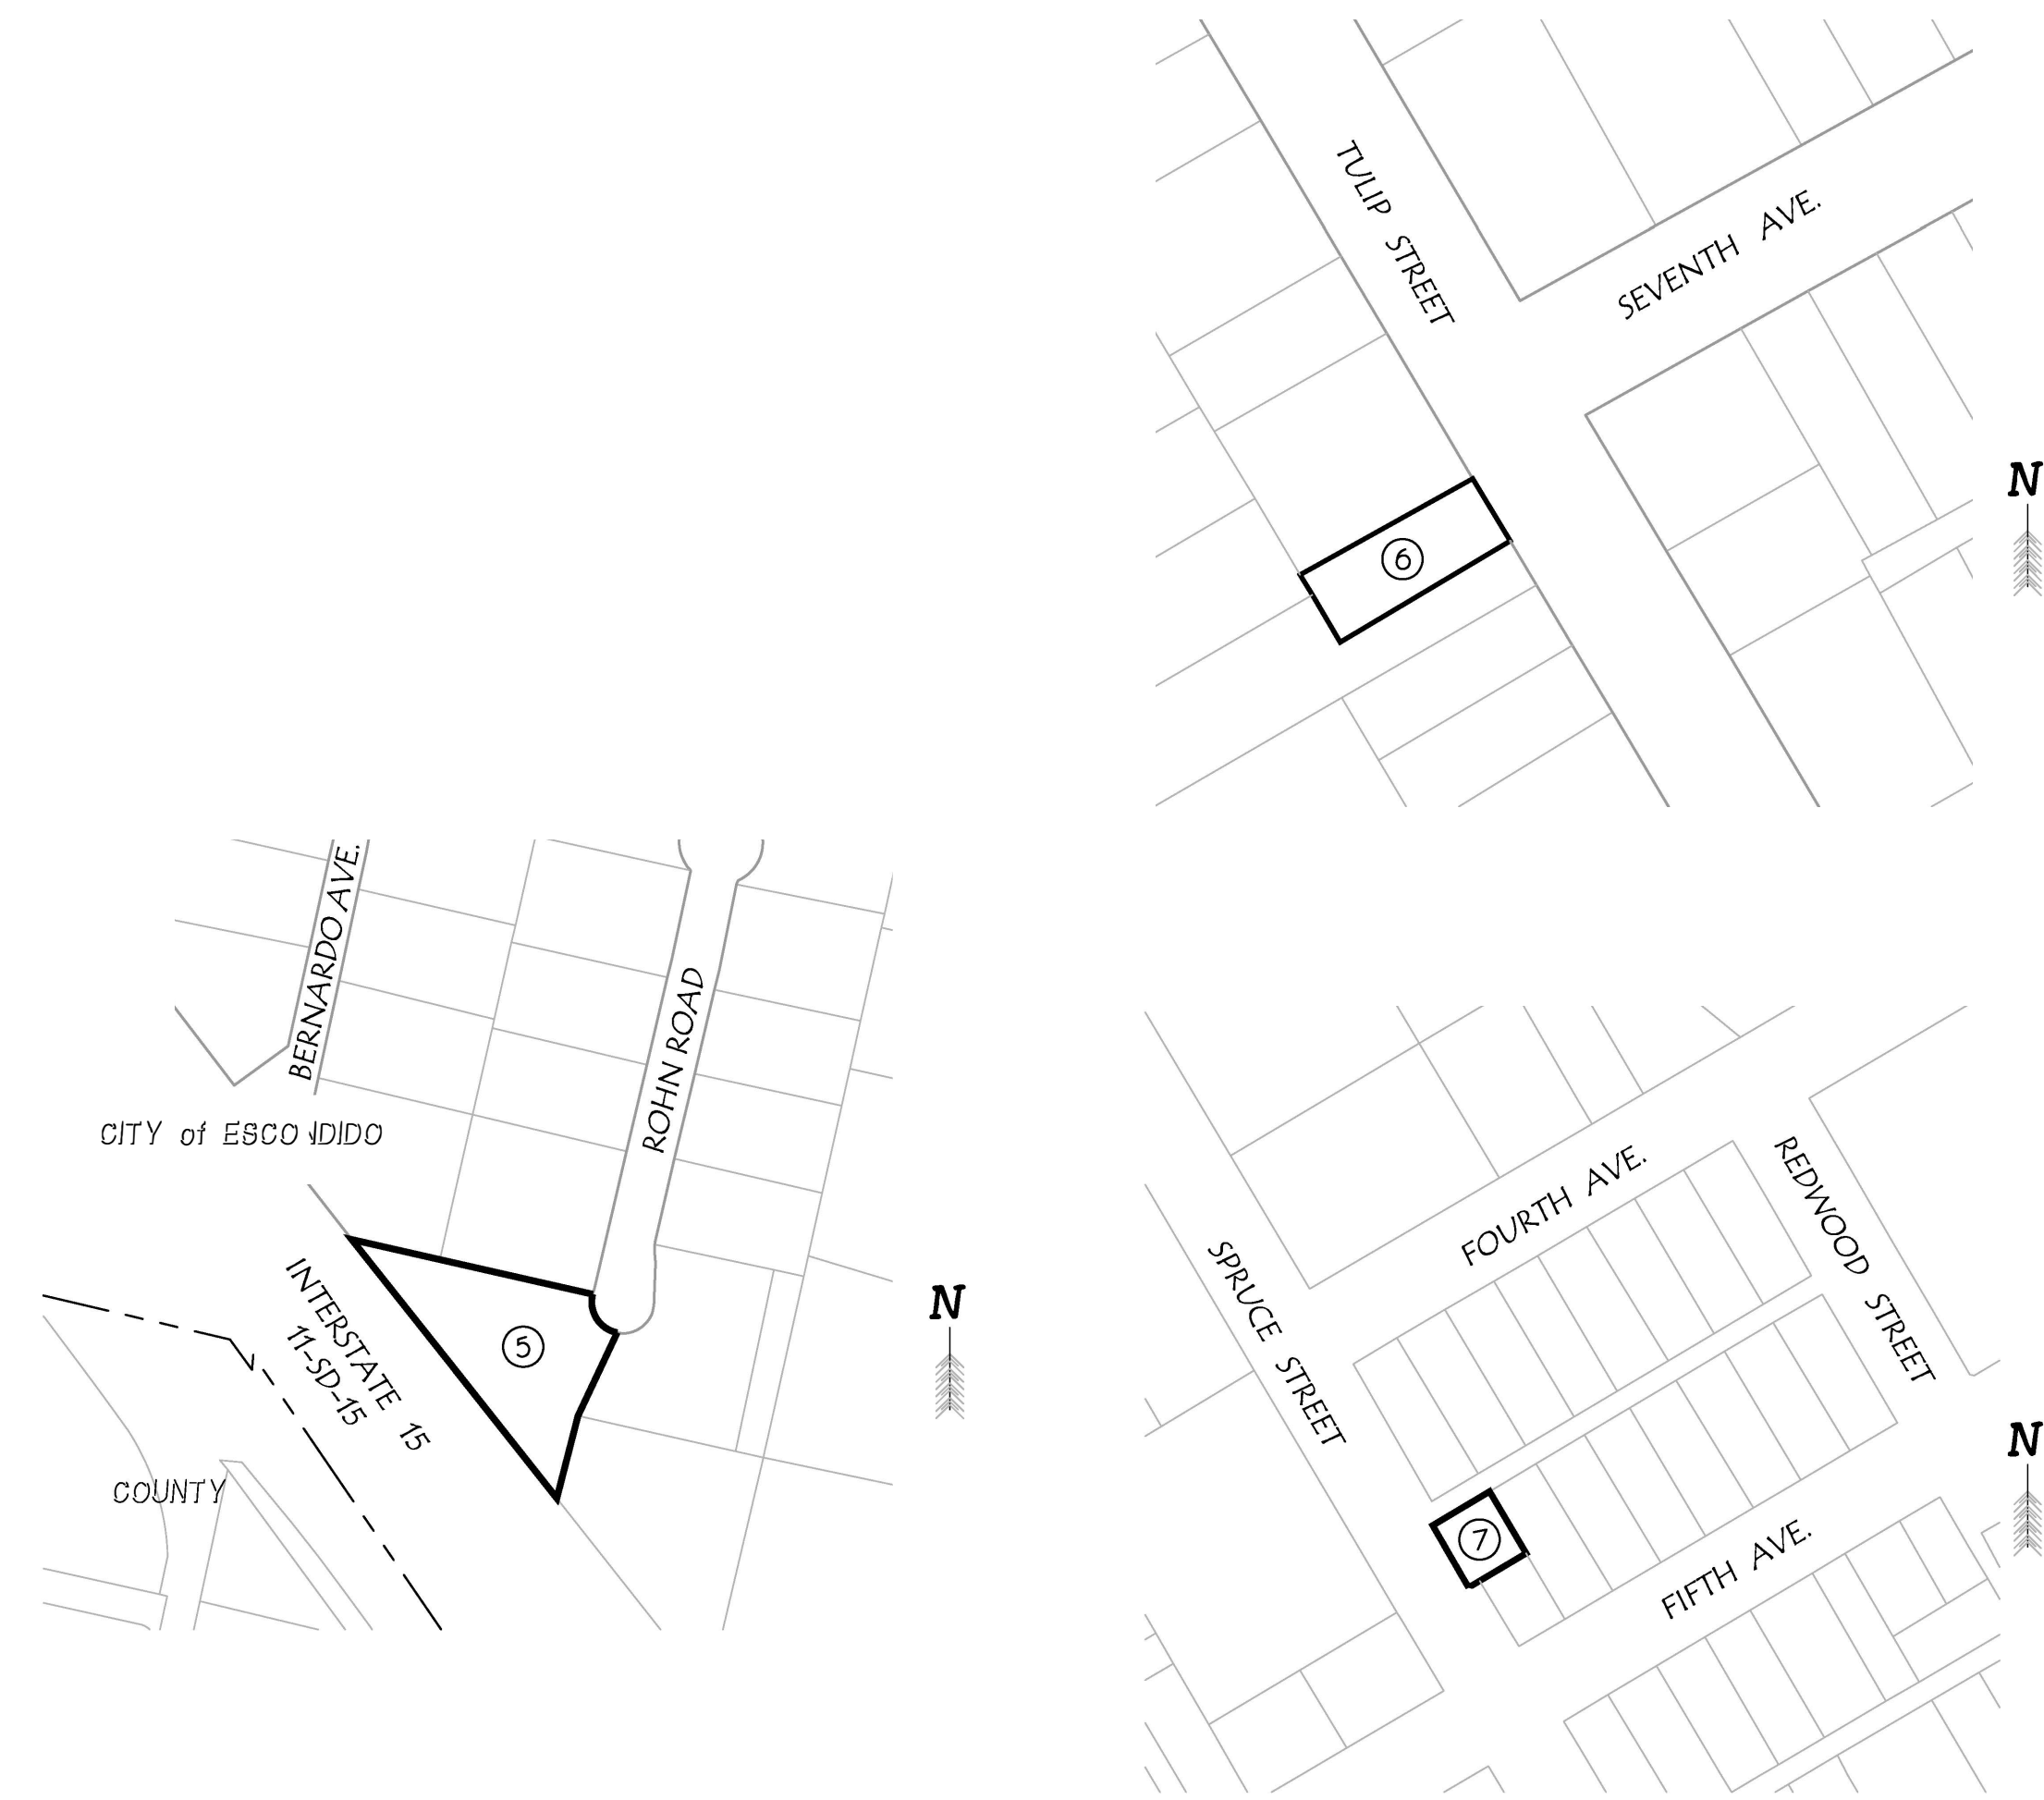 TULIP STREET
SEVENTH AVE.
N
6
BERNARDO AVE.
ROHN ROAD
CITY of ESCONDIDO
INTERSTATE 15
11-SD-15
5
N
COUNTY
FOURTH AVE.
REDWOOD STREET
SPRUCE STREET
N
7
FIFTH AVE.